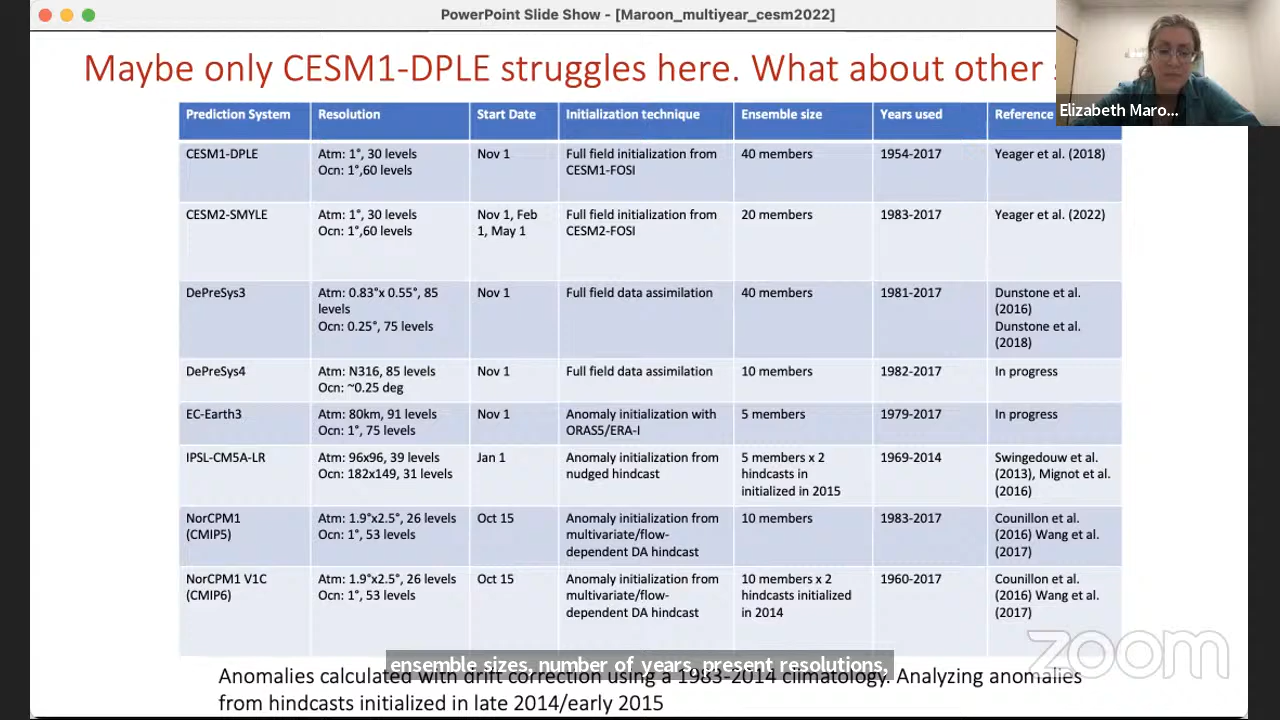 PowerPoint Slide Show - [Maroon_multiyear_cesm2022]
Maybe only CESM1-DPLE struggles here. What about other
Elizabeth Maro...
Prediction System Resolution Start Date Initialization technique Ensemble size Years used Reference
CESM1-DPLE Atm: 1°, 30 levels Nov 1 Full field initialization from 40 members 1954-2017 Yeager et al. (2018)
Ocn: 1°,60 levels CESM1-FOSI
CESM2-SMYLE Atm: 1°, 30 levels Nov 1, Feb Full field initialization from 20 members 1983-2017 Yeager et al. (2022)
Ocn: 1°,60 levels 1, May 1 CESM2-FOSI
DePreSys3 Atm: 0.83°x 0.55°, 85 Nov 1 Full field data assimilation 40 members 1981-2017 Dunstone et al.
levels (2016)
Ocn: 0.25°, 75 levels Dunstone et al.
(2018)
DePreSys4 Atm: N316, 85 levels Nov 1 Full field data assimilation 10 members 1982-2017 In progress
Ocn: ~0.25 deg
EC-Earth3 Atm: 80km, 91 levels Nov 1 Anomaly initialization with 5 members 1979-2017 In progress
Ocn: 1°, 75 levels ORAS5/ERA-I
IPSL-CM5A-LR Atm: 96x96, 39 levels Jan 1 Anomaly initialization from 5 members x 2 1969-2014 Swingedouw et al.
Ocn: 182x149, 31 levels nudged hindcast hindcasts in (2013), Mignot et al.
initialized in 2015 (2016)
NorCPM1 Atm: 1.9°x2.5°, 26 levels Oct 15 Anomaly initialization from 10 members 1983-2017 Counillon et al.
(CMIP5) Ocn: 1°, 53 levels multivariate/flow- (2016) Wang et al.
dependent DA hindcast (2017)
NorCPM1 V1C Atm: 1.9°x2.5°, 26 levels Oct 15 Anomaly initialization from 10 members x 2 1960-2017 Counillon et al.
(CMIP6) Ocn: 1°, 53 levels multivariate/flow- hindcasts initialized (2016) Wang et al.
dependent DA hindcast in 2014 (2017)
zoom
ensemble sizes, number of years, present resolutions,
Anomalies calculated with drift correction using a 1983-2014 climatology. Analyzing anomalies
from hindcasts initialized in late 2014/early 2015